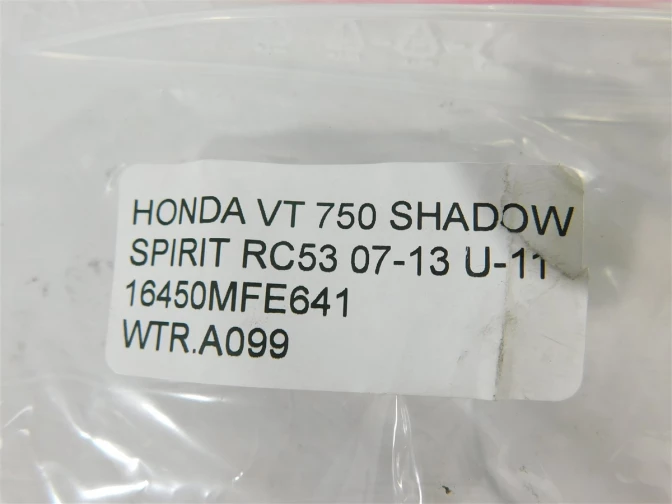 HONDA VT 750 SHADOW
SPIRIT RC53 07-13 U-11
16450MFE641
WTR.A099